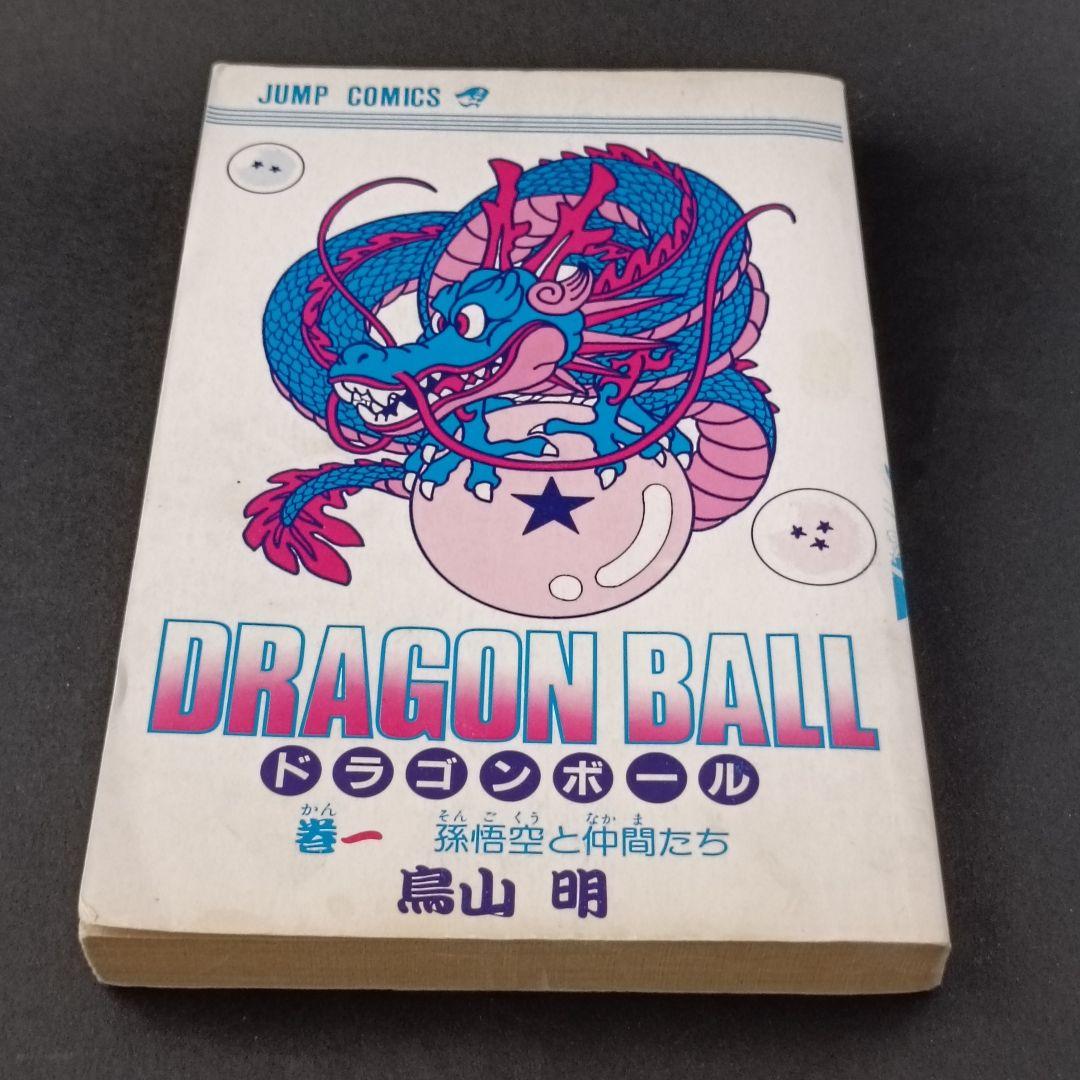 JUMP COMICS
DRAGON BALL
ドラゴンボール
かん そんごくう なかま
巻一 孫悟空と仲間たち
鳥山 明